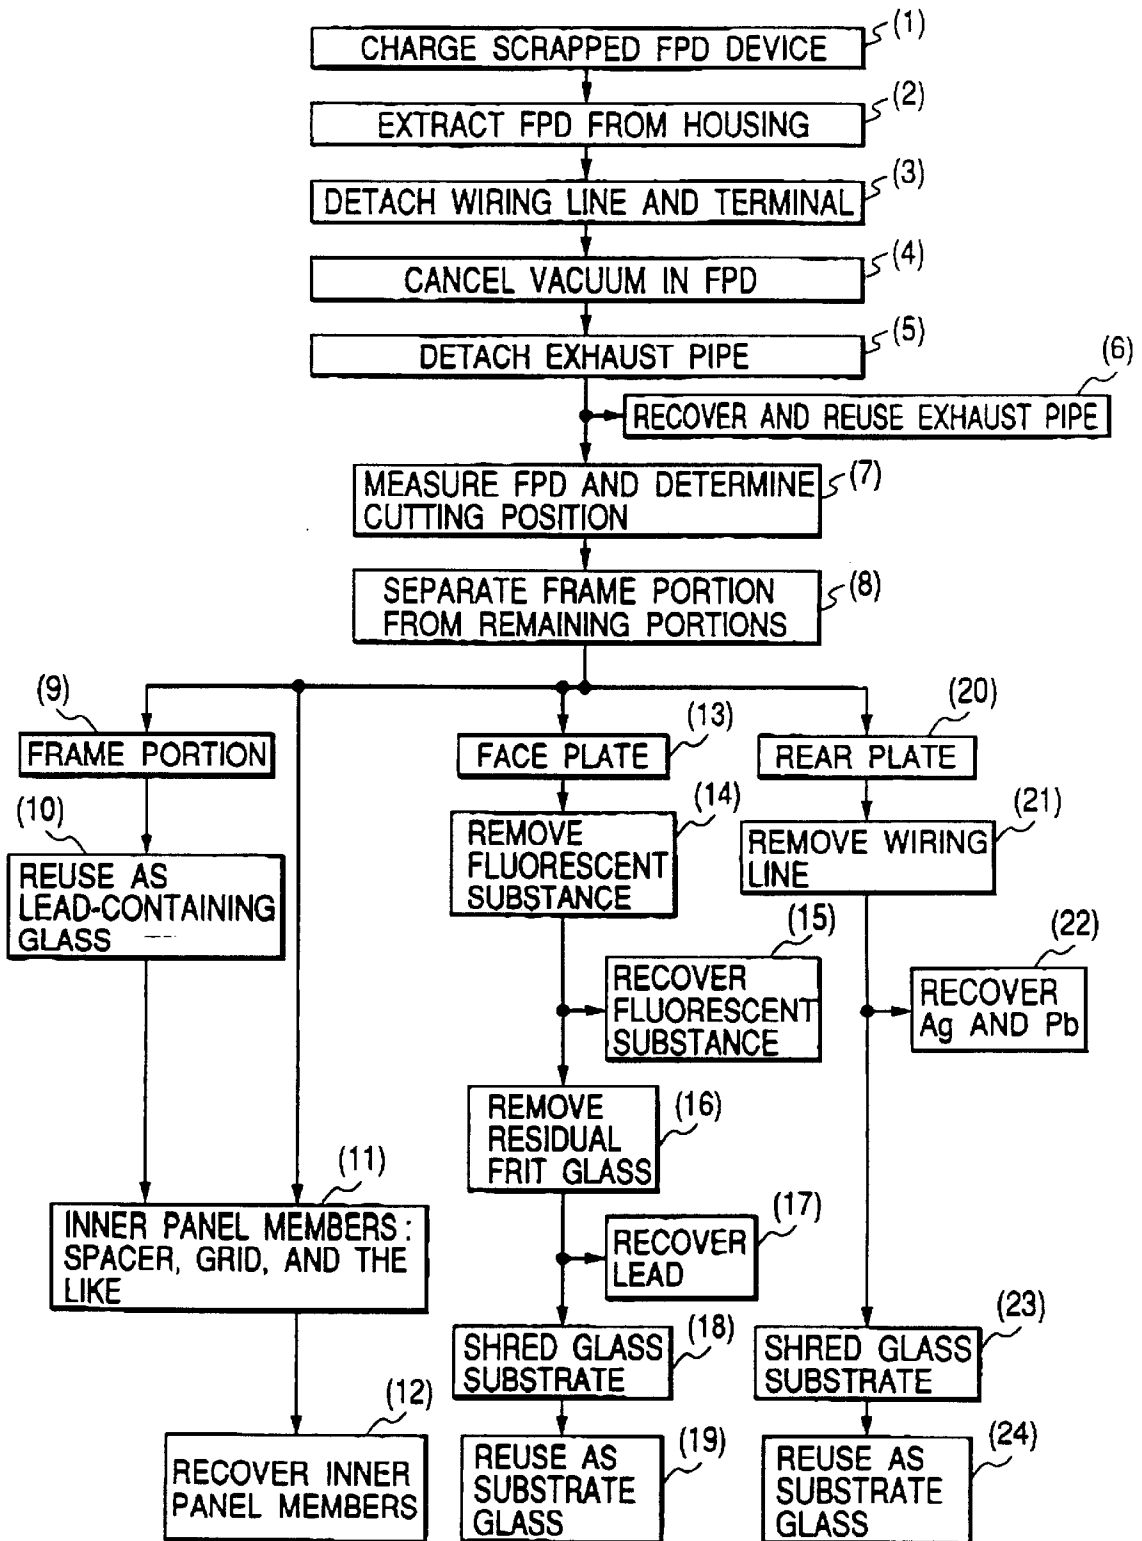 (1)
CHARGE SCRAPPED FPD DEVICE
(2)
EXTRACT FPD FROM HOUSING
(3)
DETACH WIRING LINE AND TERMINAL
(4)
CANCEL VACUUM IN FPD
(5)
DETACH EXHAUST PIPE
(6)
RECOVER AND REUSE EXHAUST PIPE
(7)
MEASURE FPD AND DETERMINE
CUTTING POSITION
(8)
SEPARATE FRAME PORTION
FROM REMAINING PORTIONS
(9)
FRAME PORTION
(10)
REUSE AS
LEAD-CONTAINING
GLASS
(11)
INNER PANEL MEMBERS:
SPACER, GRID, AND THE
LIKE
(12)
RECOVER INNER
PANEL MEMBERS
(13)
FACE PLATE
(14)
REMOVE
FLUORESCENT
SUBSTANCE
(15)
RECOVER
FLUORESCENT
SUBSTANCE
(16)
REMOVE
RESIDUAL
FRIT GLASS
(17)
RECOVER
LEAD
(18)
SHRED GLASS
SUBSTRATE
(19)
REUSE AS
SUBSTRATE
GLASS
(20)
REAR PLATE
(21)
REMOVE WIRING
LINE
(22)
RECOVER
Ag AND Pb
(23)
SHRED GLASS
SUBSTRATE
(24)
REUSE AS
SUBSTRATE
GLASS